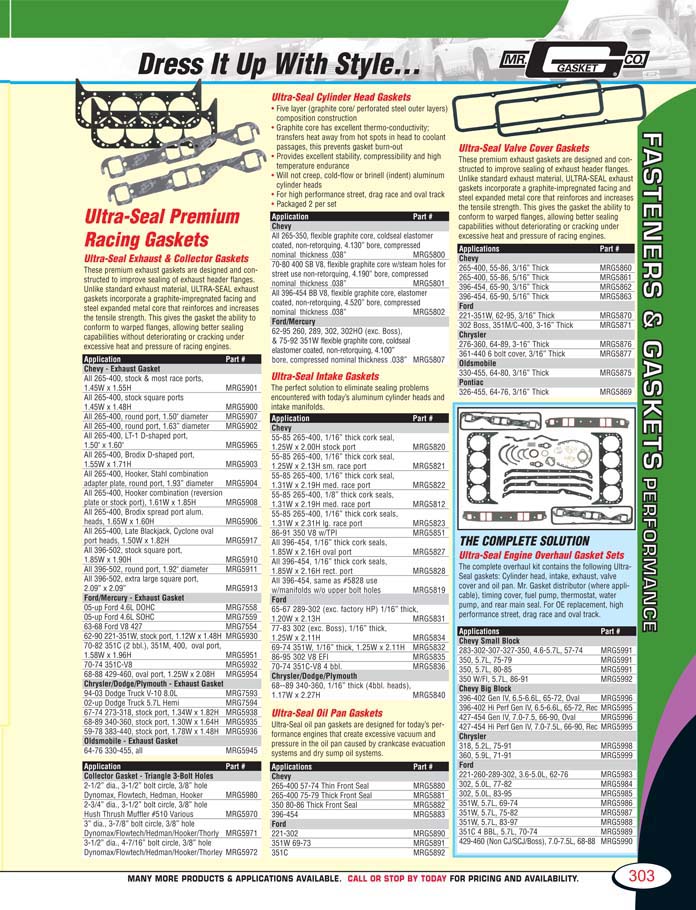 Dress It Up With Style...
MR. GASKET CO.
Ultra-Seal Premium
Racing Gaskets
Ultra-Seal Exhaust & Collector Gaskets
These premium exhaust gaskets are designed and con-
structed to improve sealing of exhaust header flanges.
Unlike standard exhaust material, ULTRA-SEAL exhaust
gaskets incorporate a graphite-impregnated facing and
steel expanded metal core that reinforces and increases
the tensile strength. This gives the gasket the ability to
conform to warped flanges, allowing better sealing
capabilities without deteriorating or cracking under
excessive heat and pressure of racing engines.
Application Part #
Chevy - Exhaust Gasket
All 265-400, stock & most race ports,
1.45W x 1.55H MRG5901
All 265-400, stock square ports
1.45W x 1.48H MRG5900
All 265-400, round port, 1.50" diameter MRG5907
All 265-400, round port, 1.63" diameter MRG5902
All 265-400, LT-1 D-shaped port,
1.50" x 1.60" MRG5965
All 265-400, Brodix D-shaped port,
1.55W x 1.71H MRG5903
All 265-400, Hooker, Stahl combination
adapter plate, round port, 1.93" diameter MRG5904
All 265-400, Hooker combination (reversion
plate or stock port), 1.61W x 1.85H MRG5908
All 265-400, Brodix spread port alum.
heads, 1.65W x 1.60H MRG5906
All 265-400, Late Blackjack, Cyclone oval
port heads, 1.50W x 1.82H MRG5917
All 396-502, stock square port,
1.85W x 1.90H MRG5910
All 396-502, round port, 1.92" diameter MRG5911
All 396-502, extra large square port,
2.09" x 2.09" MRG5913
Ford/Mercury - Exhaust Gasket
05-up Ford 4.6L DOHC MRG7558
05-up Ford 4.6L SOHC MRG7559
63-68 Ford V8 427 MRG7554
62-90 221-351W, stock port, 1.12W x 1.48H MRG5930
70-82 351C (2 bbl.), 351M, 400, oval port,
1.58W x 1.96H MRG5951
70-74 351C-V8 MRG5932
68-88 429-460, oval port, 1.25W x 2.08H MRG5954
Chrysler/Dodge/Plymouth - Exhaust Gasket
94-03 Dodge Truck V-10 8.0L MRG7593
02-up Dodge Truck 5.7L Hemi MRG7594
67-74 273-318, stock port, 1.34W x 1.82H MRG5938
68-89 340-360, stock port, 1.30W x 1.64H MRG5935
59-78 383-440, stock port, 1.78W x 1.48H MRG5936
Oldsmobile - Exhaust Gasket
64-76 330-455, all MRG5945
Application Part #
Collector Gasket - Triangle 3-Bolt Holes
2-1/2" dia., 3-1/2" bolt circle, 3/8" hole
Dynomax, Flowtech, Hedman, Hooker MRG5980
2-3/4" dia., 3-1/2" bolt circle, 3/8" hole
Hush Thrush Muffler #510 Various MRG5970
3" dia., 3-7/8" bolt circle, 3/8" hole
Dynomax/Flowtech/Hedman/Hooker/Thorly MRG5971
3-1/2" dia., 4-7/16" bolt circle, 3/8" hole
Dynomax/Flowtech/Hedman/Hooker/Thorley MRG5972
Ultra-Seal Cylinder Head Gaskets
• Five layer (graphite core/ perforated steel outer layers)
composition construction
• Graphite core has excellent thermo-conductivity;
transfers heat away from hot spots in head to coolant
passages, this prevents gasket burn-out
• Provides excellent stability, compressibility and high
temperature endurance
• Will not creep, cold-flow or brinell (indent) aluminum
cylinder heads
• For high performance street, drag race and oval track
• Packaged 2 per set
Application Part #
Chevy
All 265-350, flexible graphite core, coldseal elastomer
coated, non-retorquing, 4.130" bore, compressed
nominal thickness .038" MRG5800
70-80 400 SB V8, flexible graphite core w/steam holes for
street use non-retorquing, 4.190" bore, compressed
nominal thickness .038" MRG5801
All 396-454 BB V8, flexible graphite core, elastomer
coated, non-retorquing, 4.520" bore, compressed
nominal thickness .038" MRG5802
Ford/Mercury
62-95 260, 289, 302, 302HO (exc. Boss),
& 75-92 351W flexible graphite core, coldseal
elastomer coated, non-retorquing, 4.100"
bore, compressed nominal thickness .038" MRG5807
Ultra-Seal Intake Gaskets
The perfect solution to eliminate sealing problems
encountered with today's aluminum cylinder heads and
intake manifolds.
Application Part #
Chevy
55-85 265-400, 1/16" thick cork seal,
1.25W x 2.00H stock port MRG5820
55-85 265-400, 1/16" thick cork seal,
1.25W x 2.13H sm. race port MRG5821
55-85 265-400, 1/16" thick cork seal,
1.31W x 2.19H med. race port MRG5822
55-85 265-400, 1/8" thick cork seals,
1.31W x 2.19H med. race port MRG5812
55-85 265-400, 1/16" thick cork seals,
1.31W x 2.31H lg. race port MRG5823
86-91 350 V8 w/TPI MRG5851
All 396-454, 1/16" thick cork seals,
1.85W x 2.16H oval port MRG5827
All 396-454, 1/16" thick cork seals,
1.85W x 2.16H rect. port MRG5828
All 396-454, same as #5828 use
w/manifolds w/o upper bolt holes MRG5819
Ford
65-67 289-302 (exc. factory HP) 1/16" thick,
1.20W x 2.13H MRG5831
77-83 302 (exc. Boss), 1/16" thick,
1.25W x 2.11H MRG5834
69-74 351W, 1/16" thick, 1.25W x 2.11H MRG5832
86-95 302 V8 EFI MRG5835
70-74 351C-V8 4 bbl. MRG5836
Chrysler/Dodge/Plymouth
68--89 340-360, 1/16" thick (4bbl. heads),
1.17W x 2.27H MRG5840
Ultra-Seal Oil Pan Gaskets
Ultra-Seal oil pan gaskets are designed for today's per-
formance engines that create excessive vacuum and
pressure in the oil pan caused by crankcase evacuation
systems and dry sump oil systems.
Applications Part #
Chevy
265-400 57-74 Thin Front Seal MRG5880
265-400 75-79 Thick Front Seal MRG5881
350 80-86 Thick Front Seal MRG5882
396-454 MRG5883
Ford
221-302 MRG5890
351W 69-73 MRG5891
351C MRG5892
Ultra-Seal Valve Cover Gaskets
These premium exhaust gaskets are designed and con-
structed to improve sealing of exhaust header flanges.
Unlike standard exhaust material, ULTRA-SEAL exhaust
gaskets incorporate a graphite-impregnated facing and
steel expanded metal core that reinforces and increases
the tensile strength. This gives the gasket the ability to
conform to warped flanges, allowing better sealing
capabilities without deteriorating or cracking under
excessive heat and pressure of racing engines.
Applications Part #
Chevy
265-400, 55-86, 3/16" Thick MRG5860
265-400, 55-86, 5/16" Thick MRG5861
396-454, 65-90, 3/16" Thick MRG5862
396-454, 65-90, 5/16" Thick MRG5863
Ford
221-351W, 62-95, 3/16" Thick MRG5870
302 Boss, 351M/C-400, 3-16" Thick MRG5871
Chrysler
276-360, 64-89, 3-16" Thick MRG5876
361-440 6 bolt cover, 3/16" Thick MRG5877
Oldsmobile
330-455, 64-80, 3/16" Thick MRG5875
Pontiac
326-455, 64-76, 3/16" Thick MRG5869
THE COMPLETE SOLUTION
Ultra-Seal Engine Overhaul Gasket Sets
The complete overhaul kit contains the following Ultra-
Seal gaskets: Cylinder head, intake, exhaust, valve
cover and oil pan. Mr. Gasket distributor (where appli-
cable), timing cover, fuel pump, thermostat, water
pump, and rear main seal. For OE replacement, high
performance street, drag race and oval track.
Applications Part #
Chevy Small Block
283-302-307-327-350, 4.6-5.7L, 57-74 MRG5991
350, 5.7L, 75-79 MRG5991
350, 5.7L, 80-85 MRG5991
350 W/FI, 5.7L, 86-91 MRG5992
Chevy Big Block
396-402 Gen IV, 6.5-6.6L, 65-72, Oval MRG5996
396-402 Hi Perf Gen IV, 6.5-6.6L, 65-72, Rec MRG5995
427-454 Gen IV, 7.0-7.5, 66-90, Oval MRG5996
427-454 Hi Perf Gen IV, 7.0-7.5L, 66-90, Rec MRG5995
Chrysler
318, 5.2L, 75-91 MRG5998
360, 5.9L, 71-91 MRG5999
Ford
221-260-289-302, 3.6-5.0L, 62-76 MRG5983
302, 5.0L, 77-82 MRG5984
302, 5.0L, 83-95 MRG5985
351W, 5.7L, 69-74 MRG5986
351W, 5.7L, 75-82 MRG5987
351W, 5.7L, 83-97 MRG5988
351C 4 BBL, 5.7L, 70-74 MRG5989
429-460 (Non CJ/SCJ/Boss), 7.0-7.5L, 68-88 MRG5990
FASTENERS & GASKETS PERFORMANCE
MANY MORE PRODUCTS & APPLICATIONS AVAILABLE. CALL OR STOP BY TODAY FOR PRICING AND AVAILABILITY.
303